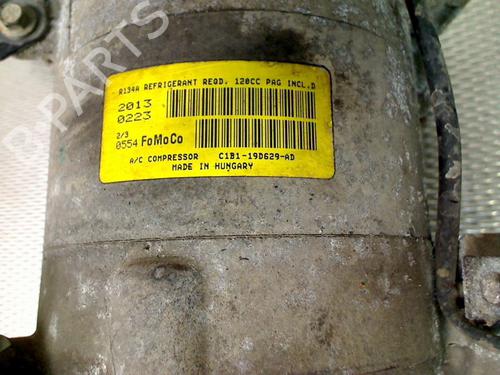 B-PARTS
R134A REFRIGERANT REQD. 120CC PAG INCL.D
2013
0223
2/3
0554 FoMoCo
A/C COMPRESSOR C1B1-19D629-AD
MADE IN HUNGARY